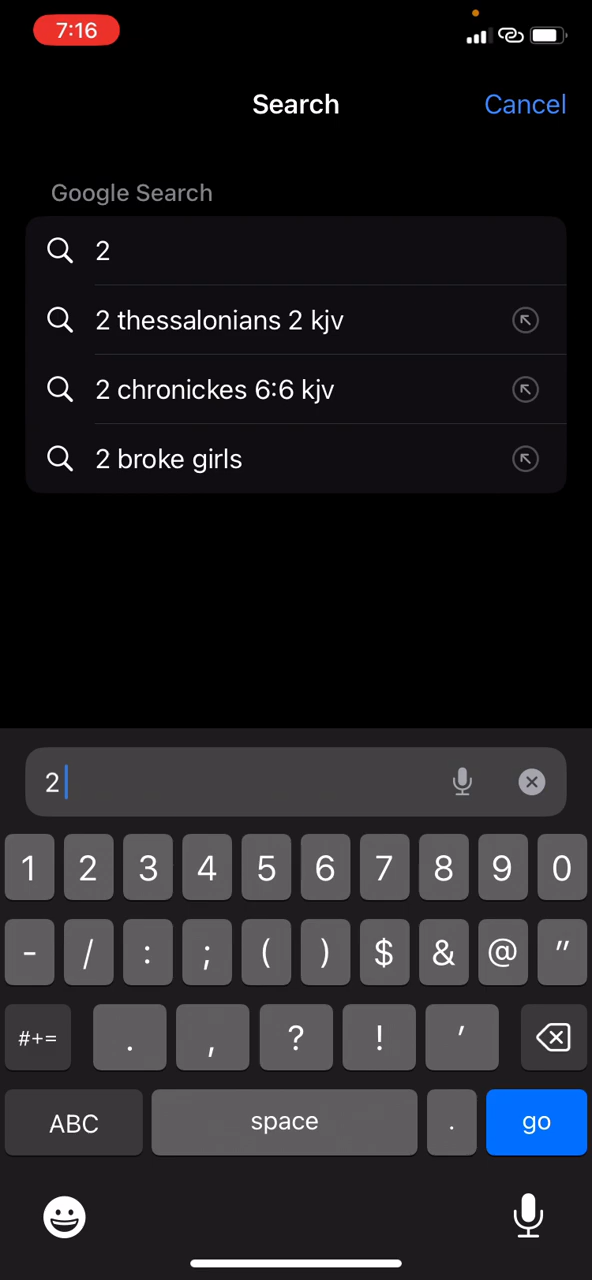 7:16
Search
Cancel
Google Search
2
2 thessalonians 2 kjv
2 chronickes 6:6 kjv
2 broke girls
2
1 2 3 4 5 6 7 8 9 0
- / : ; ( ) $ & @ "
#+= . , ? ! '
ABC space . go